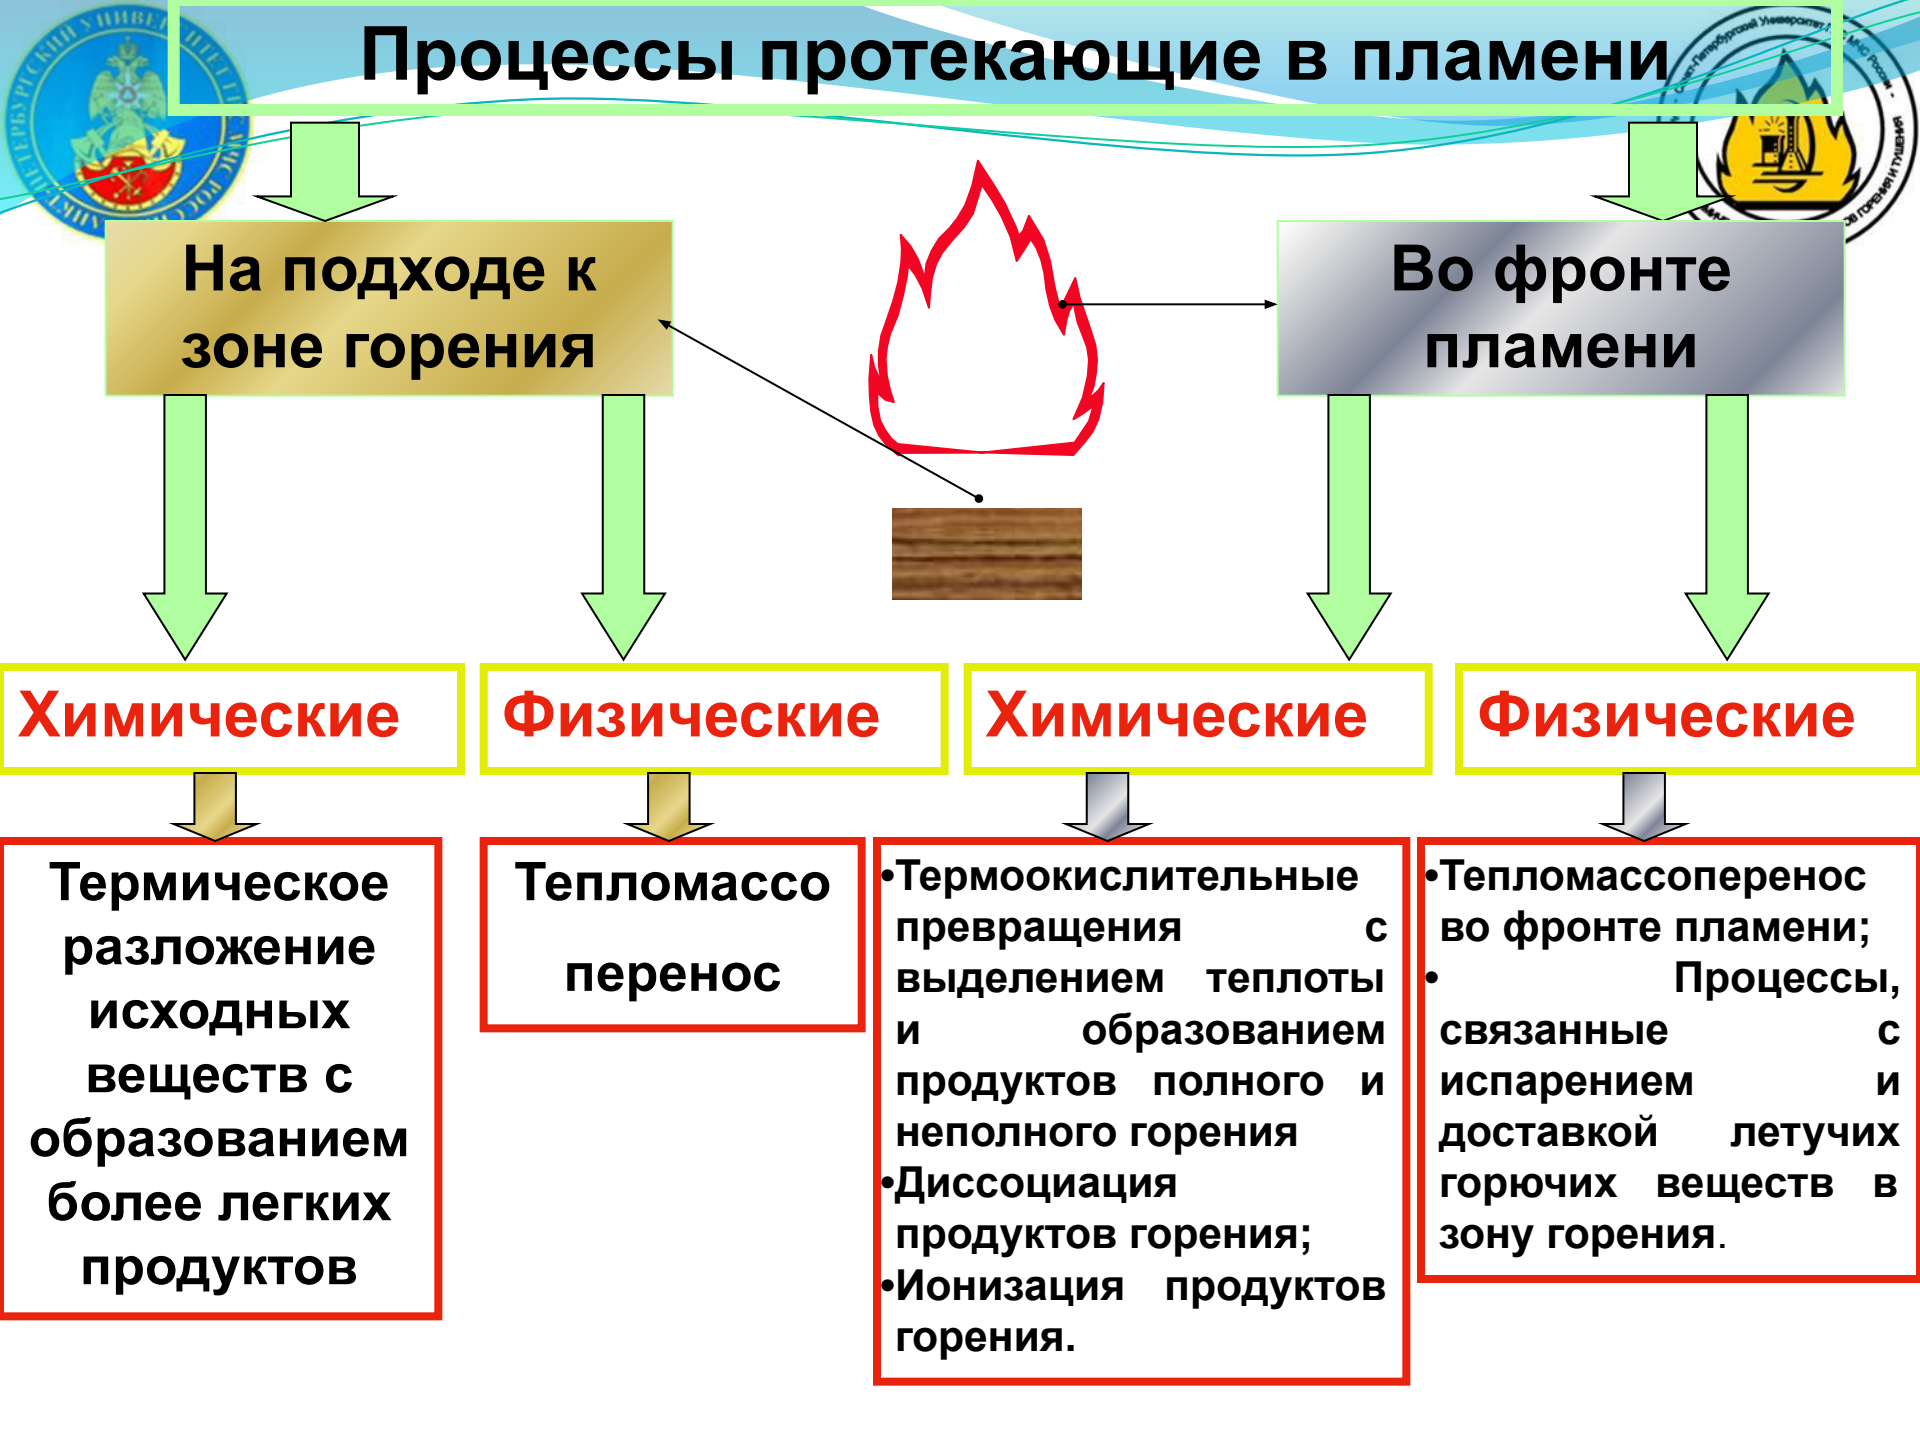 Процессы протекающие в пламени
На подходе к
зоне горения
Во фронте
пламени
Химические
Физические
Химические
Физические
Термическое
разложение
исходных
веществ с
образованием
более легких
продуктов
Тепломассо
перенос
•Термоокислительные
превращения с
выделением теплоты
и образованием
продуктов полного и
неполного горения
•Диссоциация
продуктов горения;
•Ионизация продуктов
горения.
•Тепломассоперенос
во фронте пламени;
• Процессы,
связанные с
испарением и
доставкой летучих
горючих веществ в
зону горения.